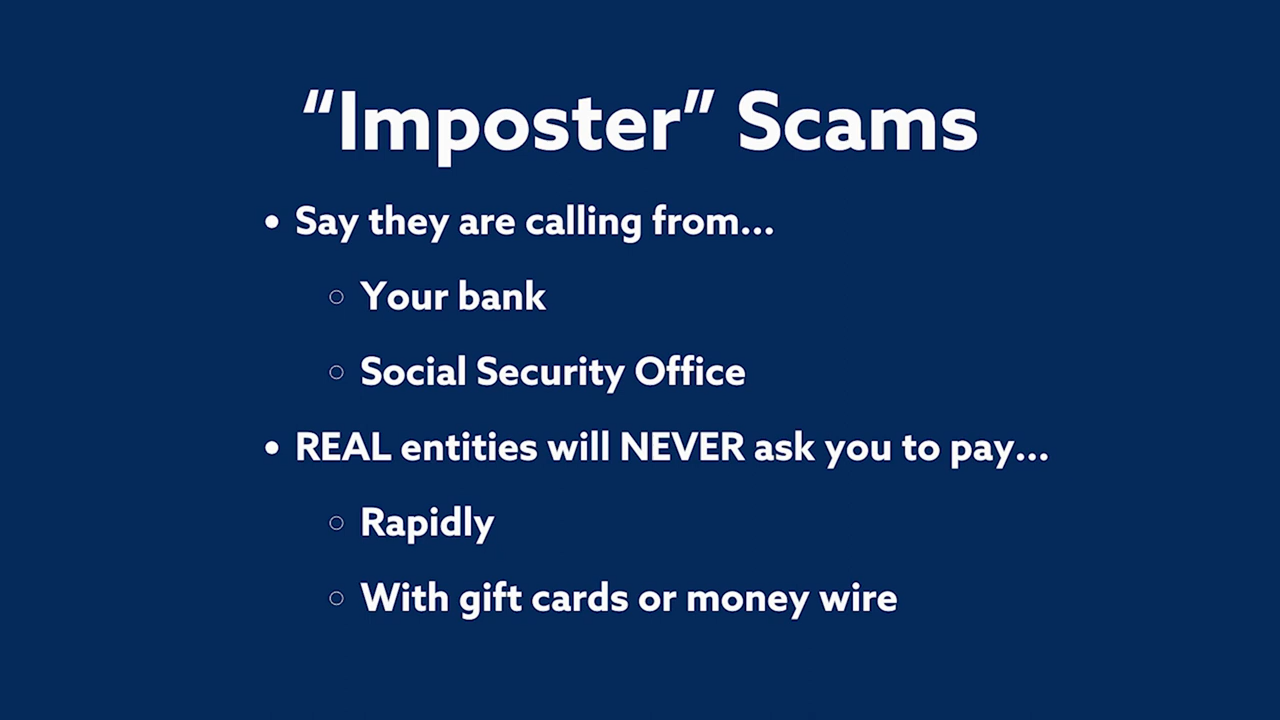 “Imposter” Scams
• Say they are calling from...
○ Your bank
○ Social Security Office
• REAL entities will NEVER ask you to pay...
○ Rapidly
○ With gift cards or money wire